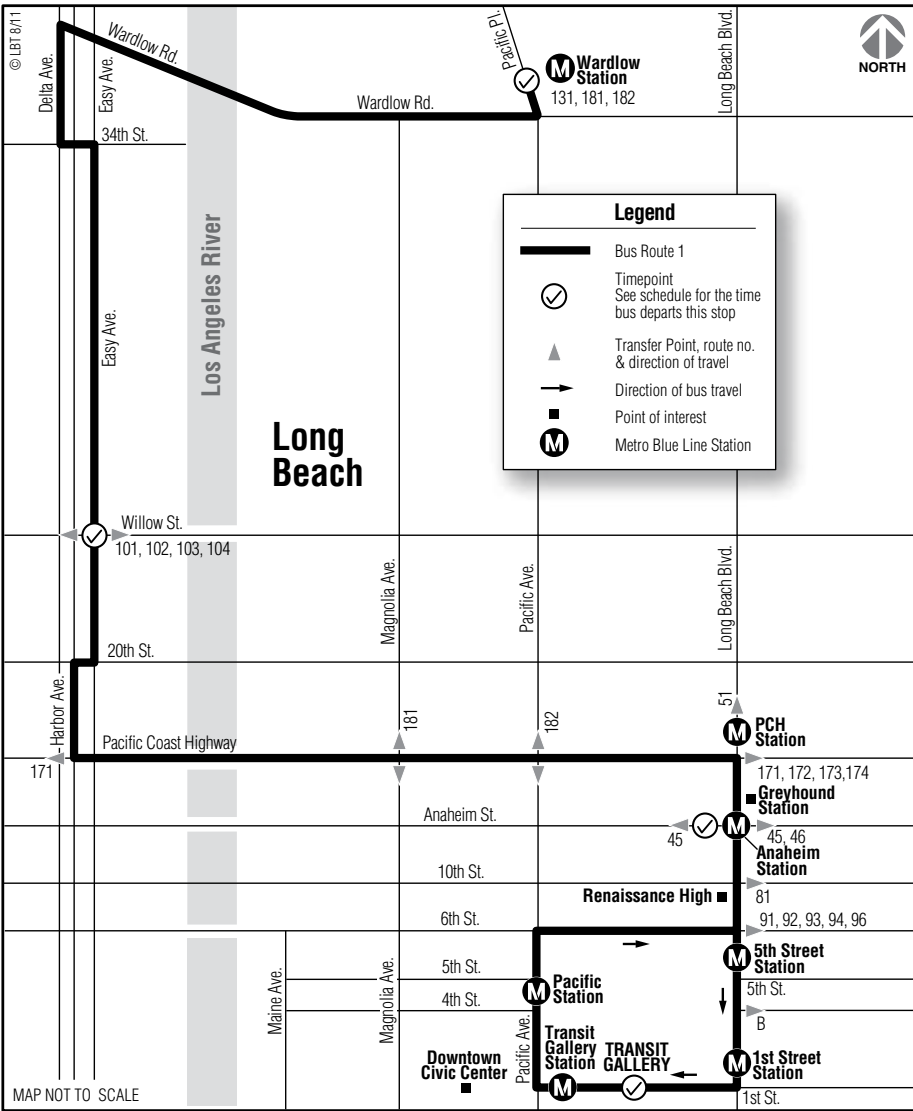 © LBT 8/11
Delta Ave.
Easy Ave.
Wardlow Rd.
Pacific Pl.
Wardlow
Station
131, 181, 182
Long Beach Blvd.
NORTH
Wardlow Rd.
34th St.
Los Angeles River
Easy Ave.
Legend
Bus Route 1
Timepoint
See schedule for the time
bus departs this stop
Transfer Point, route no.
& direction of travel
Direction of bus travel
Point of interest
M
Metro Blue Line Station
M
Long
Beach
Willow St.
101, 102, 103, 104
Magnolia Ave.
Pacific Ave.
Long Beach Blvd.
20th St.
Harbor Ave.
Pacific Coast Highway
171
181
182
51
M
PCH
Station
171, 172, 173,174
Greyhound
Station
Anaheim St.
45
M
45, 46
Anaheim
Station
10th St.
Renaissance High
81
6th St.
91, 92, 93, 94, 96
Maine Ave.
Magnolia Ave.
5th St.
4th St.
M
Pacific
Station
M
5th Street
Station
5th St.
B
Pacific Ave.
Transit
Gallery
Station
M
TRANSIT
GALLERY
Downtown
Civic Center
M
1st Street
Station
1st St.
MAP NOT TO SCALE